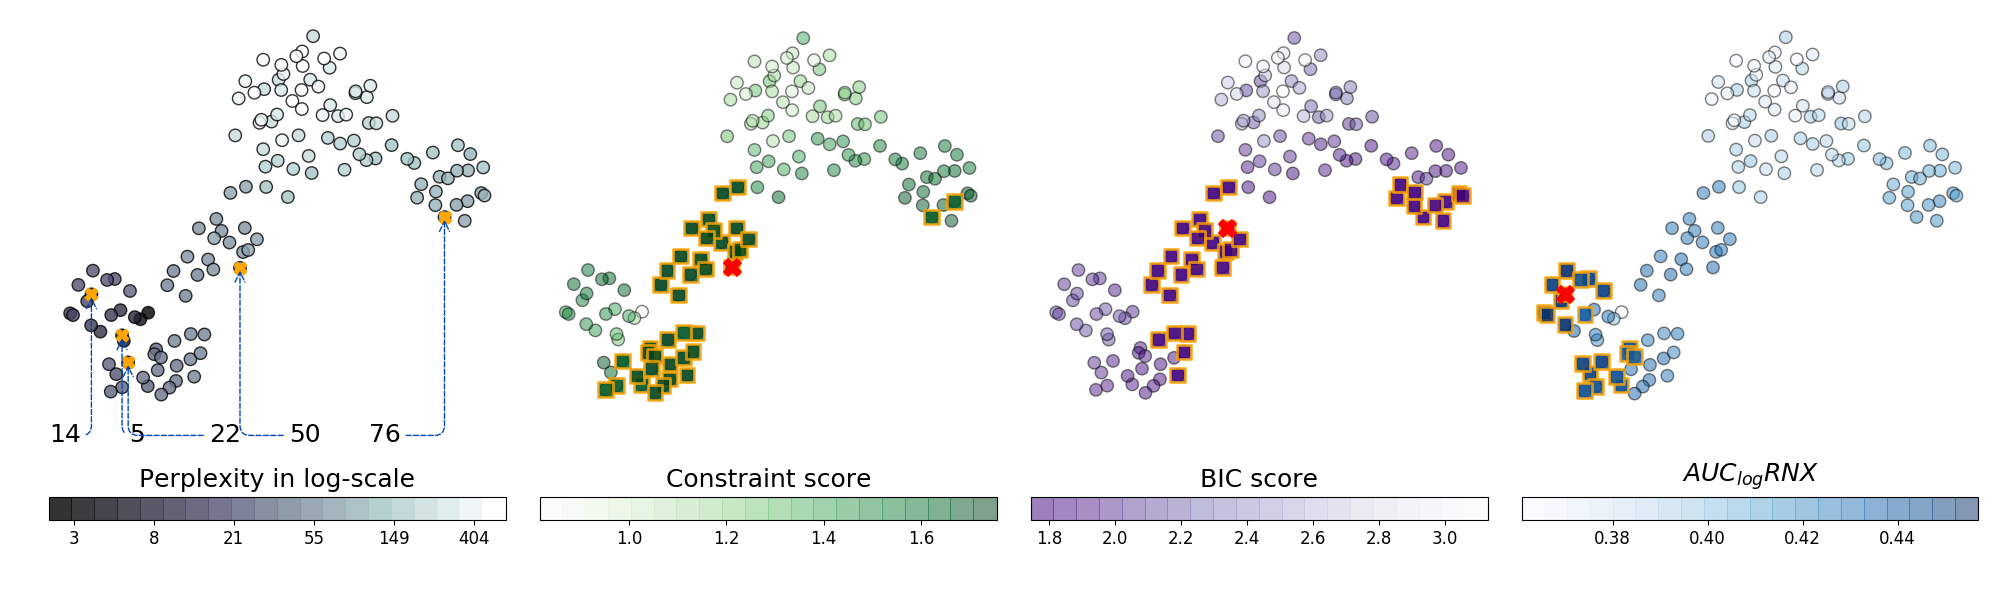 14 5 22 50 76
Perplexity in log-scale
3 8 21 55 149 404
Constraint score
1.0 1.2 1.4 1.6
BIC score
1.8 2.0 2.2 2.4 2.6 2.8 3.0
AUC_{log}RNX
0.38 0.40 0.42 0.44